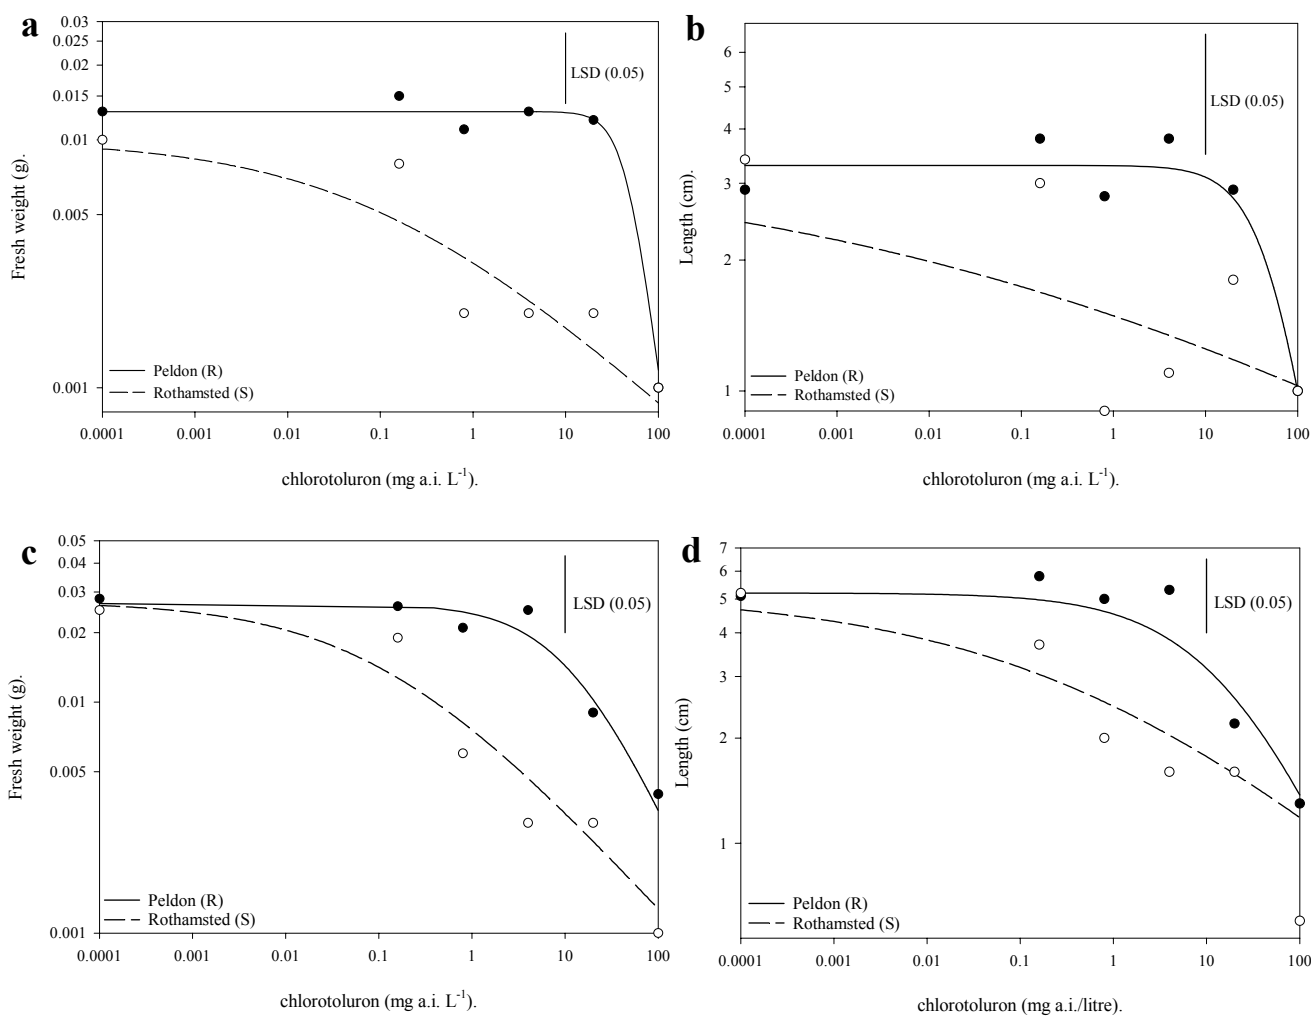 a
0.03
0.025
0.02
0.015
0.01
0.005
0.001
Fresh weight (g).
LSD (0.05)
Peldon (R)
Rothamsted (S)
0.0001 0.001 0.01 0.1 1 10 100
chlorotoluron (mg a.i. L-1).
b
6
5
4
3
2
1
Length (cm).
LSD (0.05)
Peldon (R)
Rothamsted (S)
0.0001 0.001 0.01 0.1 1 10 100
chlorotoluron (mg a.i. L-1).
c
0.05
0.04
0.03
0.02
0.01
0.005
0.001
Fresh weight (g).
LSD (0.05)
Peldon (R)
Rothamsted (S)
0.0001 0.001 0.01 0.1 1 10 100
chlorotoluron (mg a.i. L-1).
d
7
6
5
4
3
2
1
Length (cm)
LSD (0.05)
Peldon (R)
Rothamsted (S)
0.0001 0.001 0.01 0.1 1 10 100
chlorotoluron (mg a.i./litre).